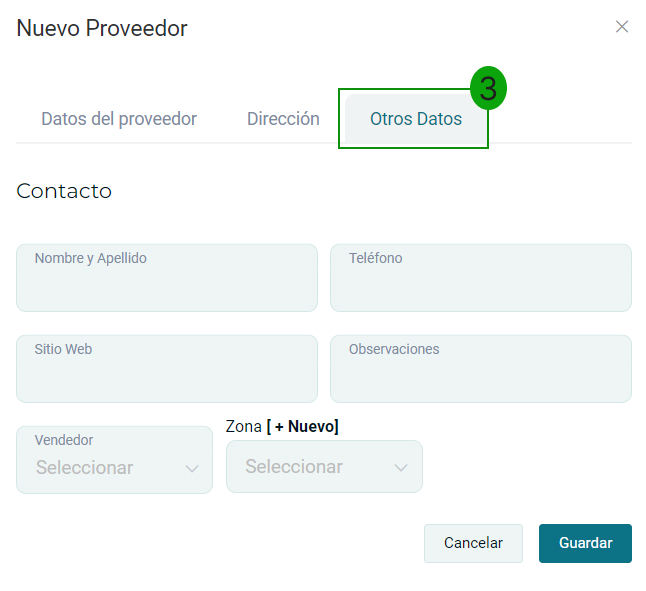 Nuevo Proveedor
3
Datos del proveedor Dirección Otros Datos
Contacto
Nombre y Apellido Teléfono
Sitio Web Observaciones
Zona [ + Nuevo]
Vendedor
Seleccionar Seleccionar
Cancelar Guardar